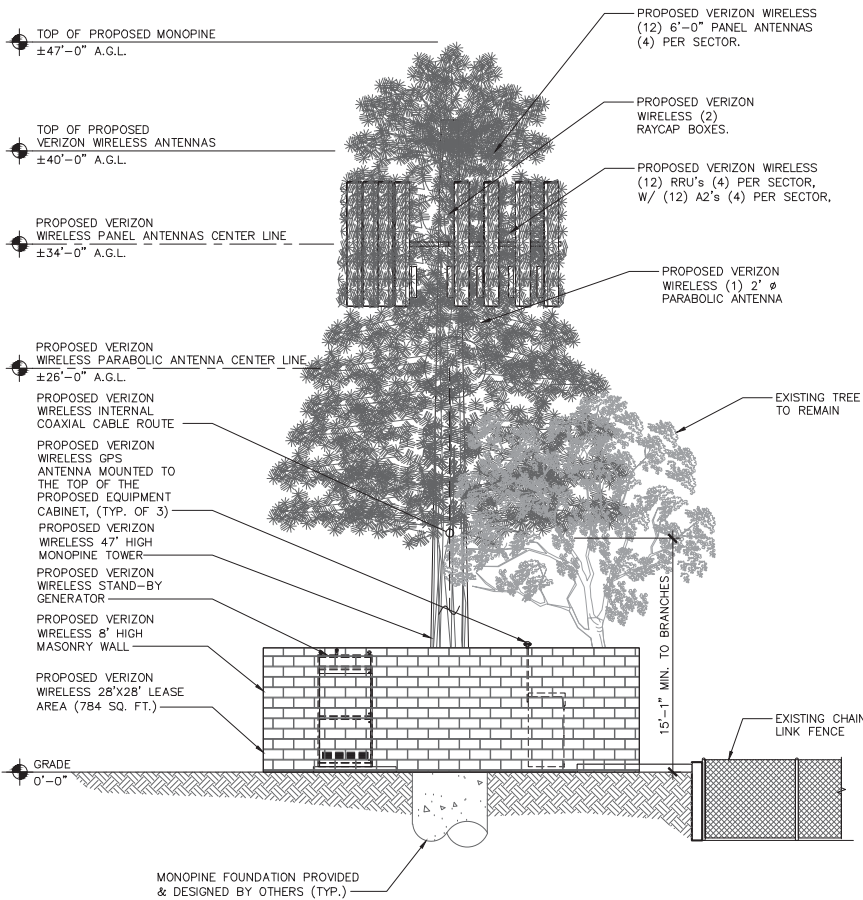 TOP OF PROPOSED MONOPINE
±47'-0" A.G.L.
TOP OF PROPOSED
VERIZON WIRELESS ANTENNAS
±40'-0" A.G.L.
PROPOSED VERIZON
WIRELESS PANEL ANTENNAS CENTER LINE
±34'-0" A.G.L.
PROPOSED VERIZON
WIRELESS PARABOLIC ANTENNA CENTER LINE
±26'-0" A.G.L.
PROPOSED VERIZON
WIRELESS INTERNAL
COAXIAL CABLE ROUTE
PROPOSED VERIZON
WIRELESS GPS
ANTENNA MOUNTED TO
THE TOP OF THE
PROPOSED EQUIPMENT
CABINET, (TYP. OF 3)
PROPOSED VERIZON
WIRELESS 47' HIGH
MONOPINE TOWER
PROPOSED VERIZON
WIRELESS STAND-BY
GENERATOR
PROPOSED VERIZON
WIRELESS 8' HIGH
MASONRY WALL
PROPOSED VERIZON
WIRELESS 28'X28' LEASE
AREA (784 SQ. FT.)
GRADE
0'-0"
MONOPINE FOUNDATION PROVIDED
& DESIGNED BY OTHERS (TYP.)
PROPOSED VERIZON WIRELESS
(12) 6'-0" PANEL ANTENNAS
(4) PER SECTOR.
PROPOSED VERIZON
WIRELESS (2)
RAYCAP BOXES.
PROPOSED VERIZON WIRELESS
(12) RRU's (4) PER SECTOR,
W/ (12) A2's (4) PER SECTOR,
PROPOSED VERIZON
WIRELESS (1) 2' ø
PARABOLIC ANTENNA
EXISTING TREE
TO REMAIN
15'-1" MIN. TO BRANCHES
EXISTING CHAIN
LINK FENCE